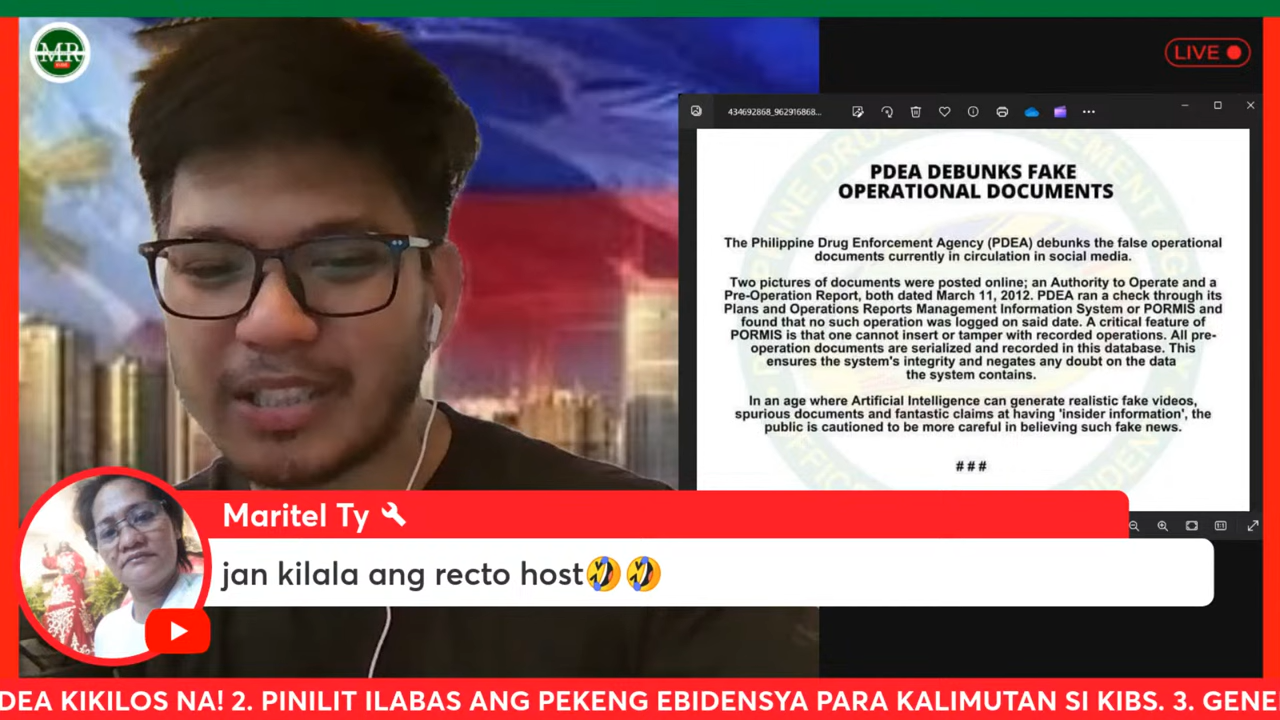 MR
LIVE
434692868_962916868...
PDEA DEBUNKS FAKE
OPERATIONAL DOCUMENTS
The Philippine Drug Enforcement Agency (PDEA) debunks the false operational
documents currently in circulation in social media.
Two pictures of documents were posted online; an Authority to Operate and a
Pre-Operation Report, both dated March 11, 2012. PDEA ran a check through its
Plans and Operations Reports Management Information System or PORMIS and
found that no such operation was logged on said date. A critical feature of
PORMIS is that one cannot insert or tamper with recorded operations. All pre-
operation documents are serialized and recorded in this database. This
ensures the system's integrity and negates any doubt on the data
the system contains.
In an age where Artificial Intelligence can generate realistic fake videos,
spurious documents and fantastic claims at having 'insider information', the
public is cautioned to be more careful in believing such fake news.
# # #
Maritel Ty 🔧
jan kilala ang recto host🤣🤣
DEA KIKILOS NA! 2. PINILIT ILABAS ANG PEKENG EBIDENSYA PARA KALIMUTAN SI KIBS. 3. GENE